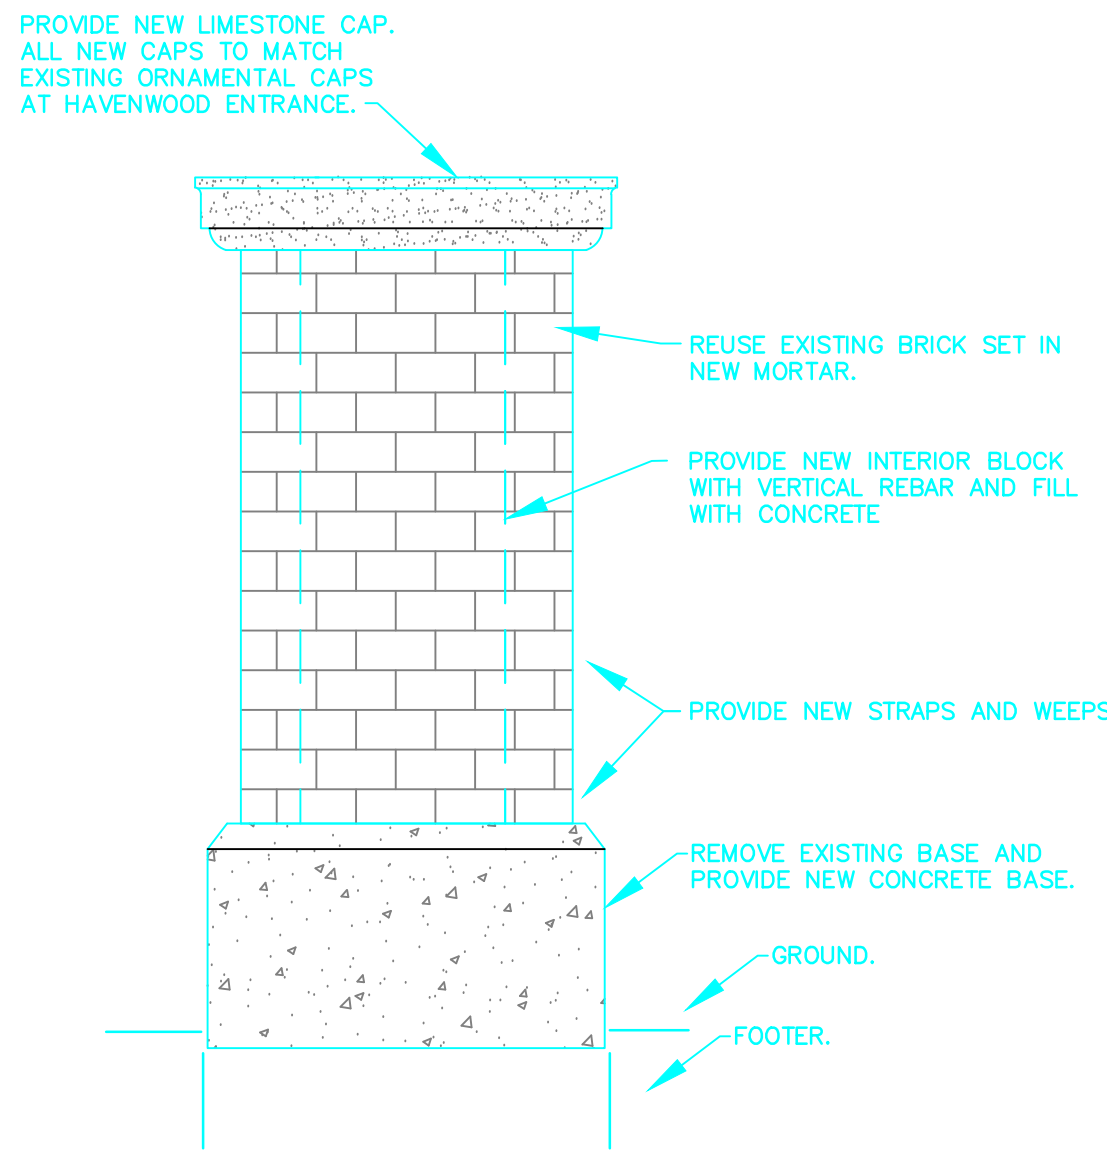 PROVIDE NEW LIMESTONE CAP.
ALL NEW CAPS TO MATCH
EXISTING ORNAMENTAL CAPS
AT HAVENWOOD ENTRANCE.
REUSE EXISTING BRICK SET IN
NEW MORTAR.
PROVIDE NEW INTERIOR BLOCK
WITH VERTICAL REBAR AND FILL
WITH CONCRETE
PROVIDE NEW STRAPS AND WEEPS
REMOVE EXISTING BASE AND
PROVIDE NEW CONCRETE BASE.
GROUND.
FOOTER.